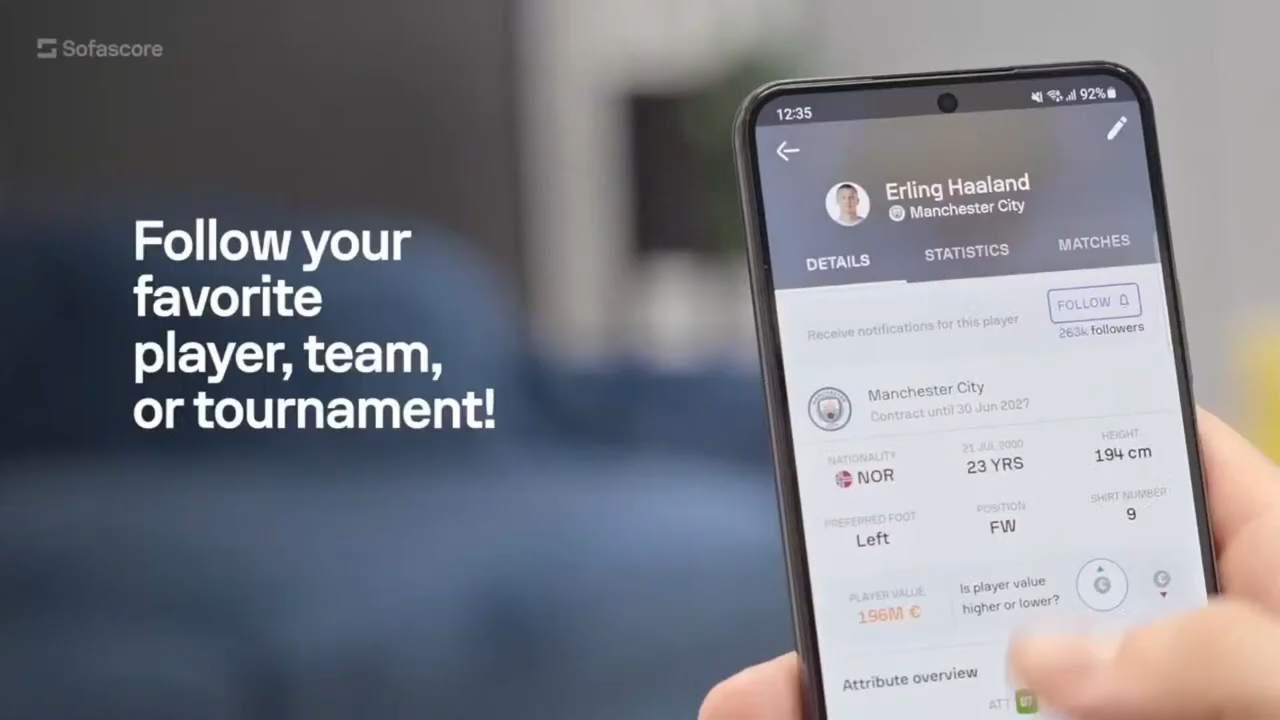 Sofascore
Follow your
favorite
player, team,
or tournament!
12:35
92%
Erling Haaland
Manchester City
DETAILS
STATISTICS
MATCHES
Receive notifications for this player
FOLLOW
263k followers
Manchester City
Contract until 30 Jun 2027
NATIONALITY
21 JUL 2000
HEIGHT
NOR
23 YRS
194 cm
PREFERRED FOOT
POSITION
SHIRT NUMBER
Left
FW
9
PLAYER VALUE
196M €
Is player value
higher or lower?
Attribute overview
ATT